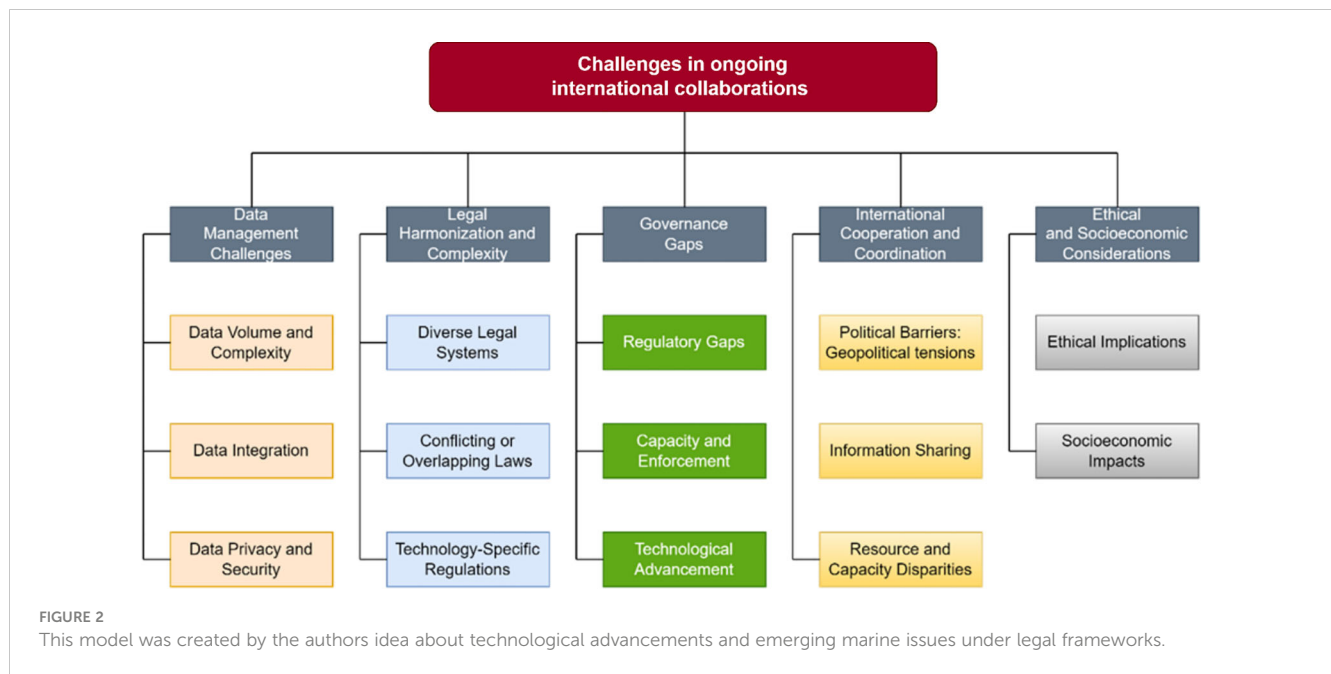 Challenges in ongoing
international collaborations
Data
Management
Challenges
Legal
Harmonization and
Complexity
Governance
Gaps
International
Cooperation and
Coordination
Ethical
and Socioeconomic
Considerations
Data Volume and
Complexity
Diverse Legal
Systems
Regulatory Gaps
Political Barriers:
Geopolitical tensions
Ethical Implications
Data Integration
Conflicting or
Overlapping Laws
Capacity and
Enforcement
Information Sharing
Socioeconomic
Impacts
Data Privacy and
Security
Technology-Specific
Regulations
Technological
Advancement
Resource and
Capacity Disparities
FIGURE 2
This model was created by the authors idea about technological advancements and emerging marine issues under legal frameworks.